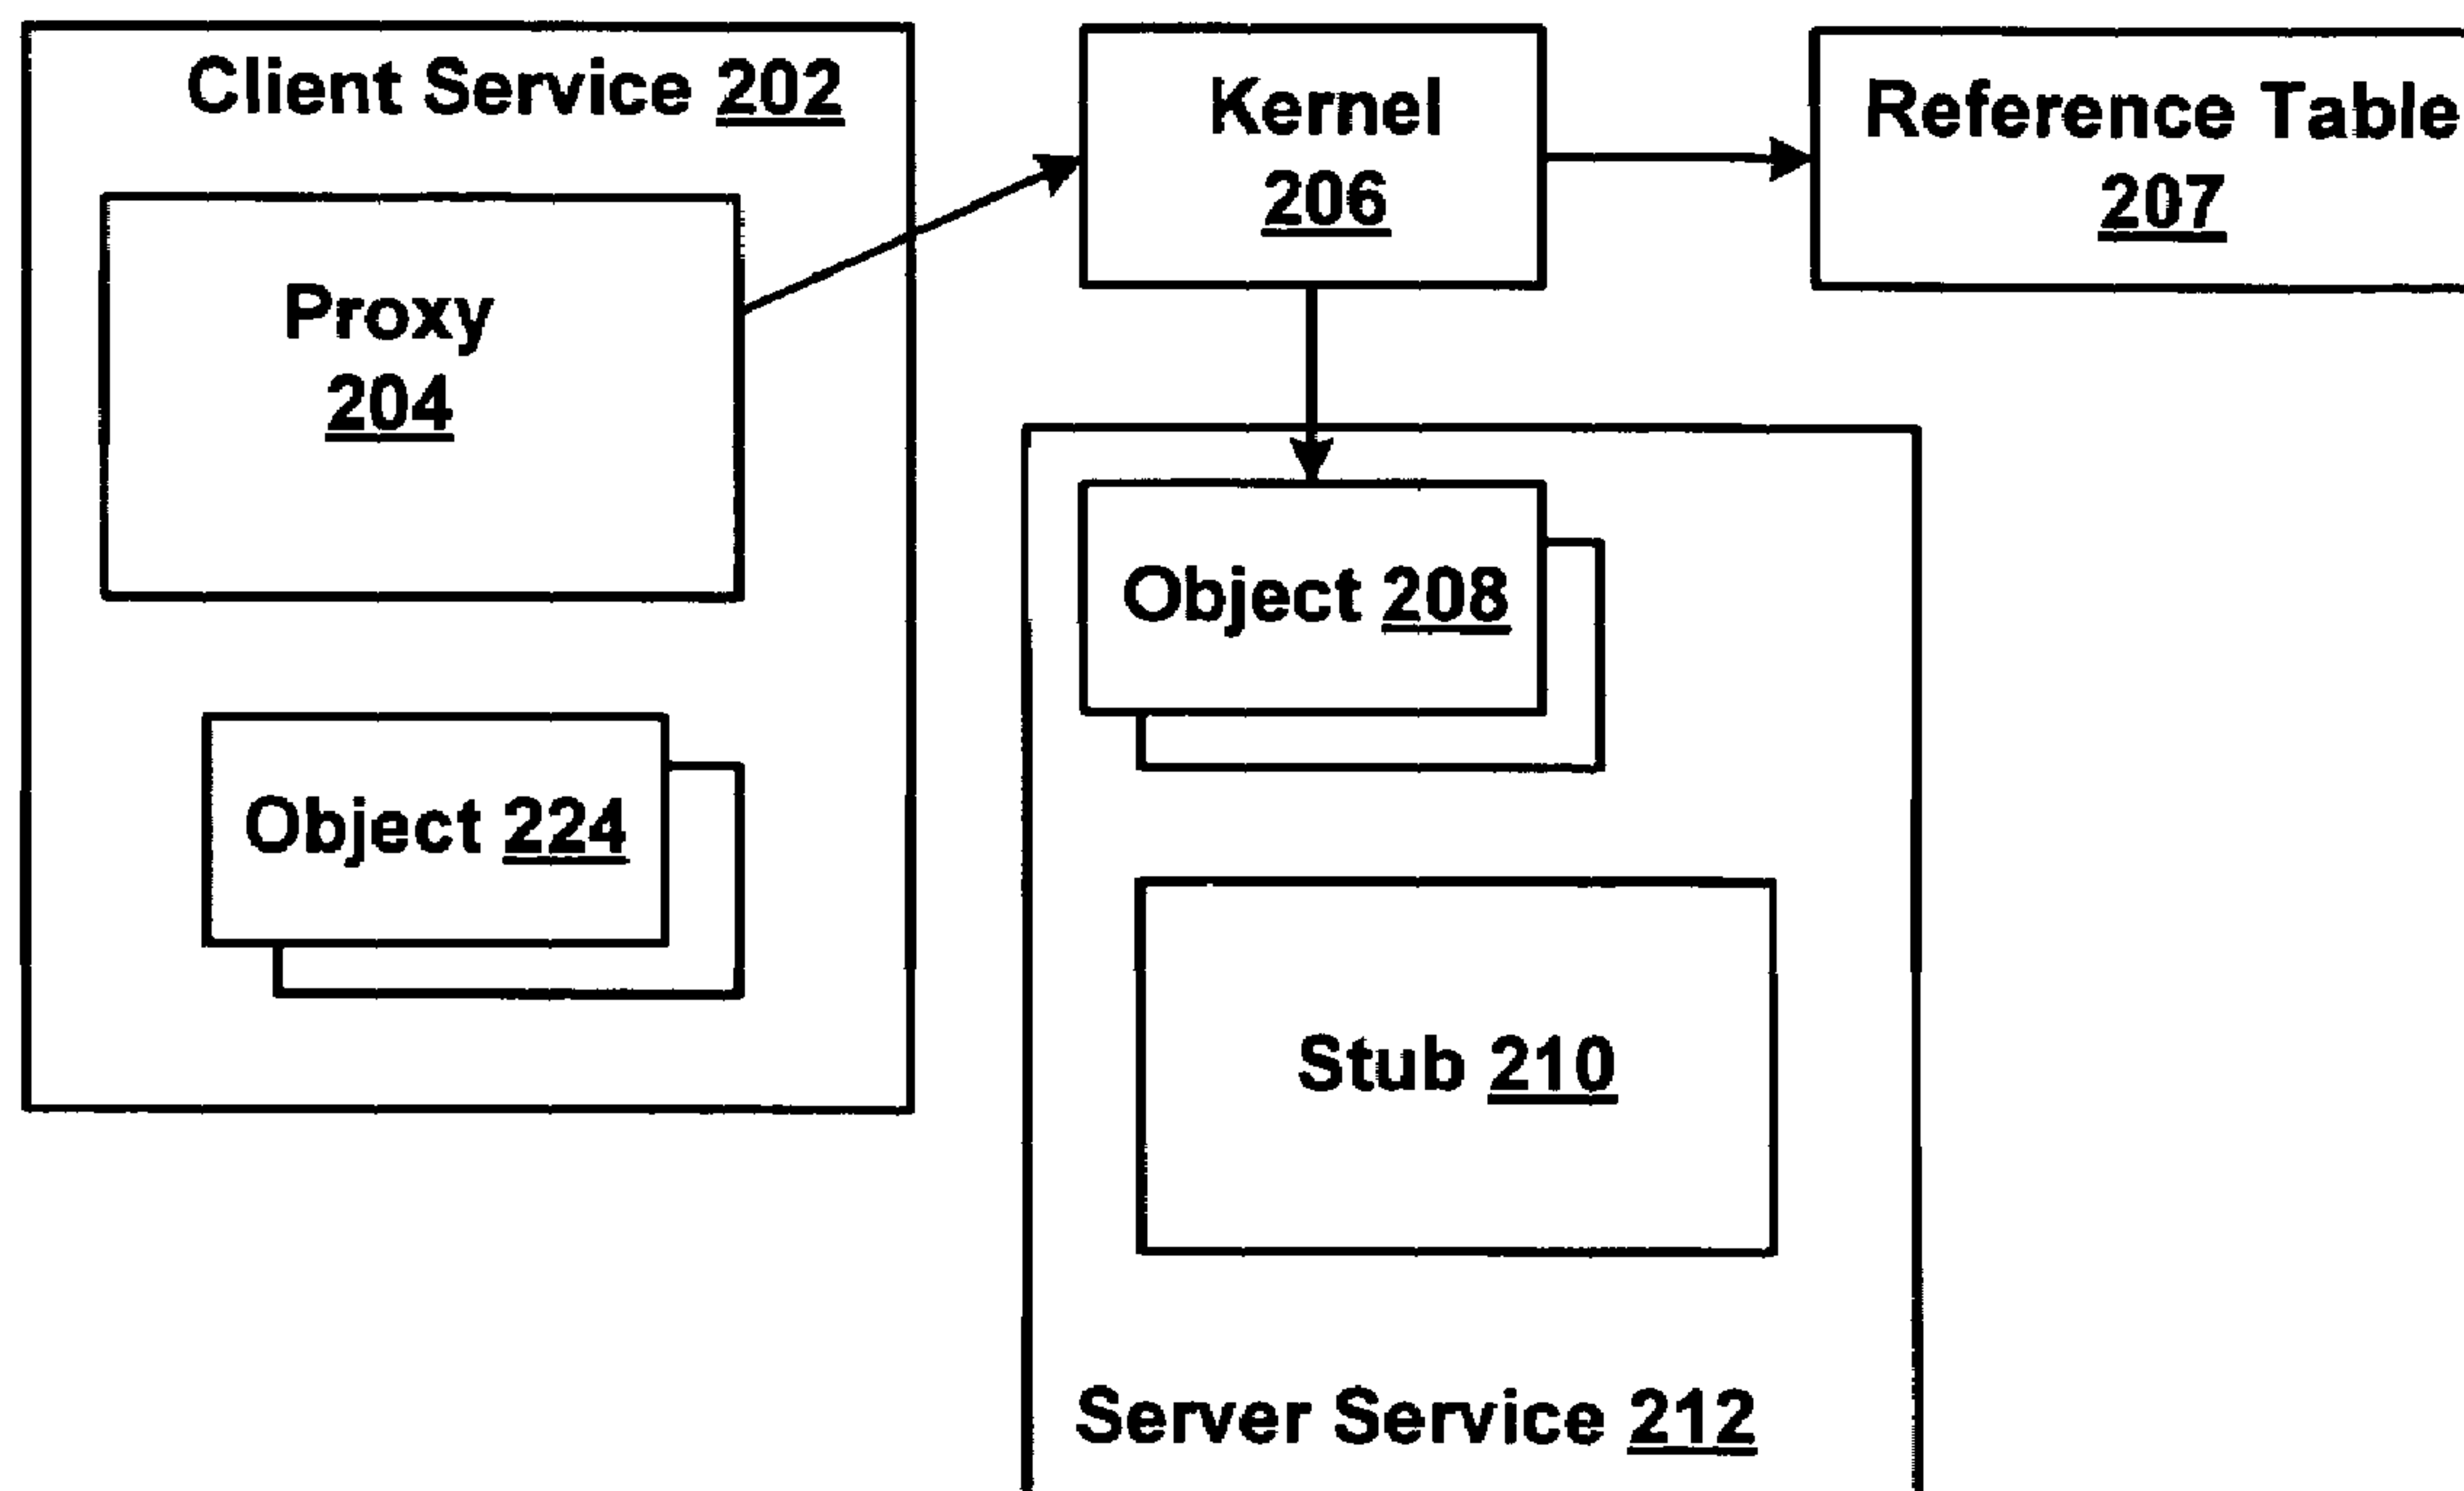 Client Service 202
Proxy
204
Object 224
Kernel
206
Reference Table
207
Object 208
Stub 210
Server Service 212